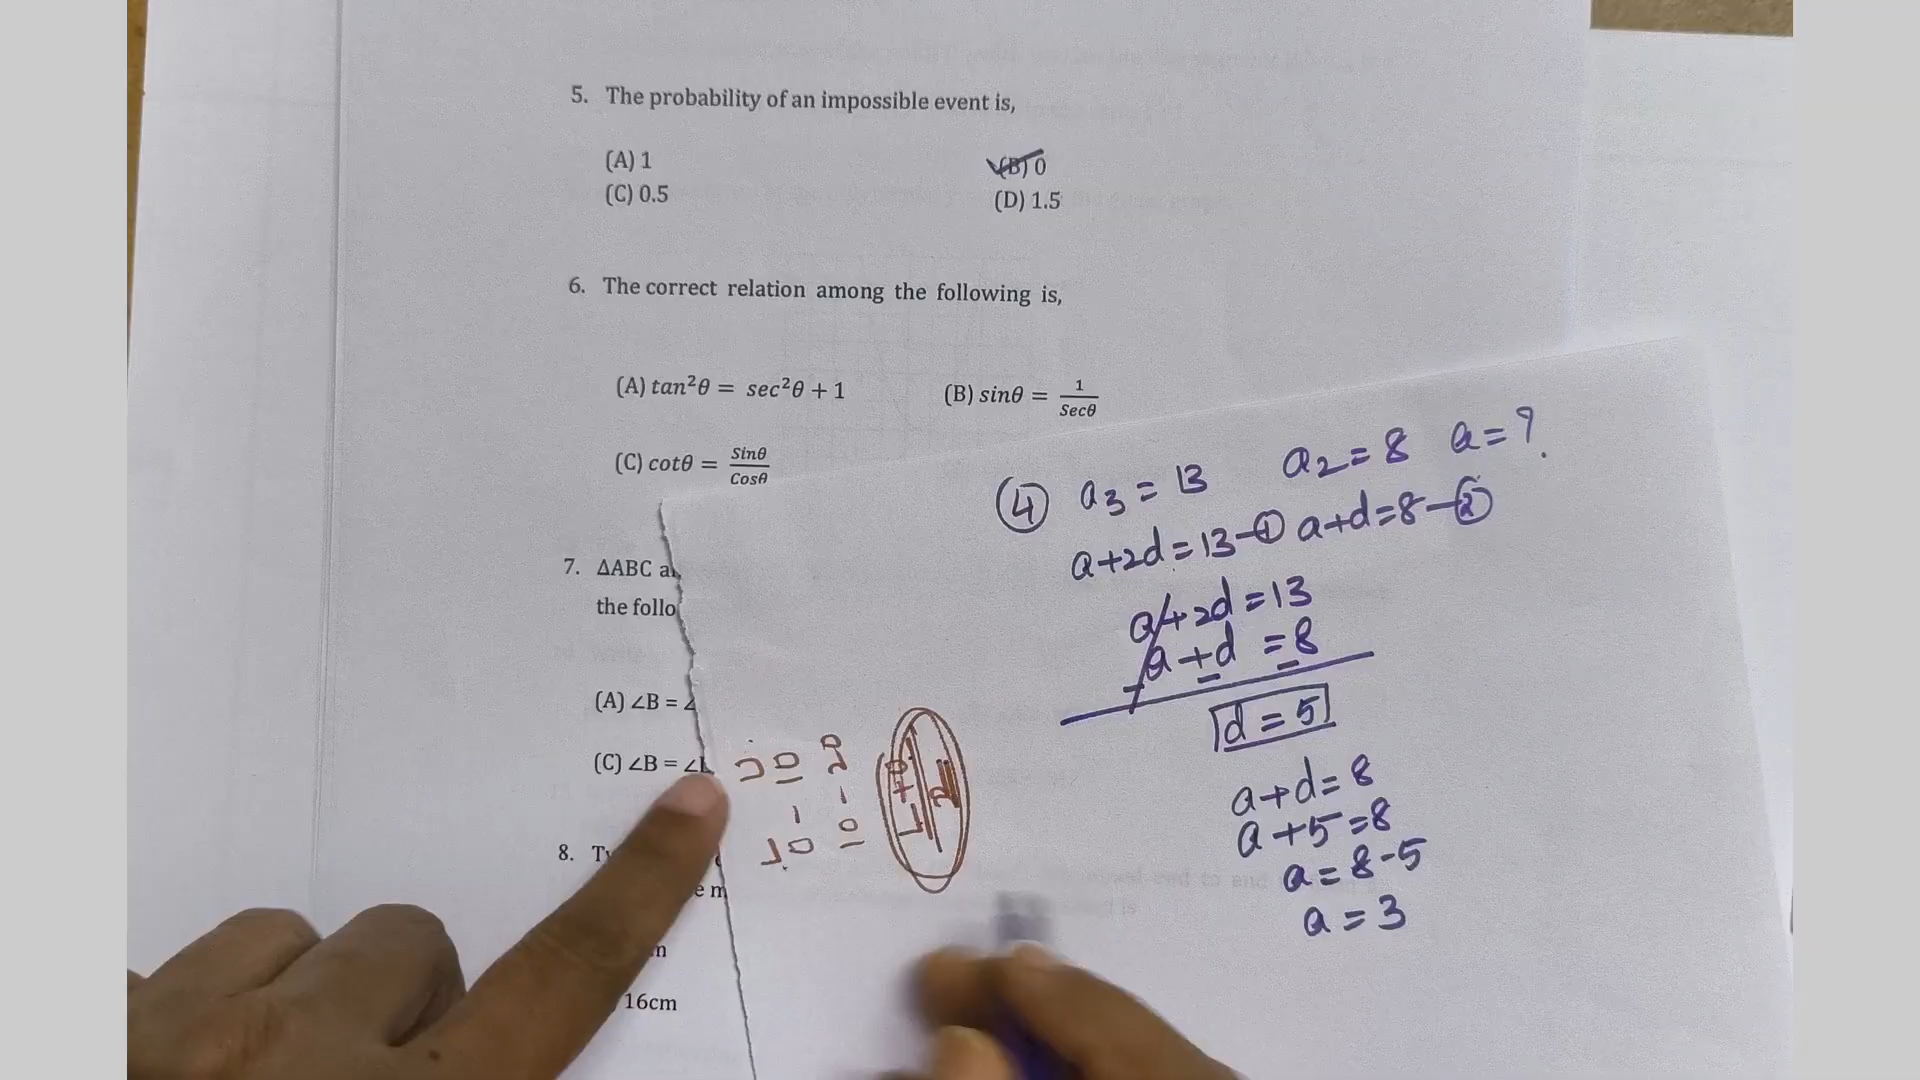 5. The probability of an impossible event is,
(A) 1 (B) 0
(C) 0.5 (D) 1.5
6. The correct relation among the following is,
(A) tan²θ = sec²θ + 1 (B) sinθ = 1/Secθ
(C) cotθ = Sinθ/Cosθ
④ a₃ = 13 a₂ = 8 a = ?
a+2d = 13 - ① a+d = 8 - ②
a+2d = 13
a+d = 8
- - -
d = 5
a+d = 8
a+5 = 8
a = 8-5
a = 3
7. ΔABC
the
(A) ∠B = ∠
(C) ∠B = ∠
8.
16cm